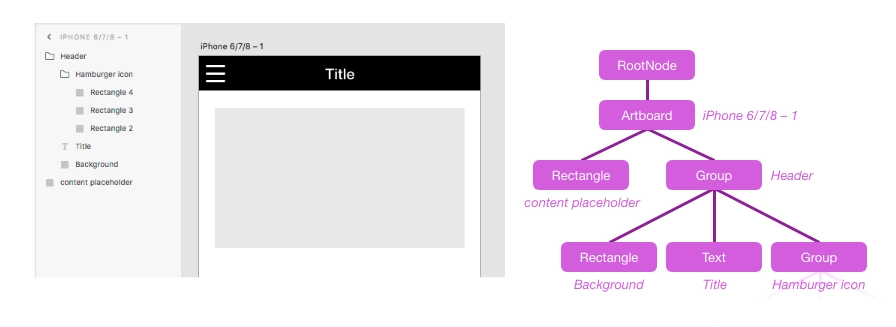 IPHONE 6/7/8 – 1
Header
Hamburger icon
Rectangle 4
Rectangle 3
Rectangle 2
T Title
Background
content placeholder
iPhone 6/7/8 – 1
Title
RootNode
Artboard iPhone 6/7/8 – 1
Rectangle Group Header
content placeholder
Rectangle Text Group
Background Title Hamburger icon